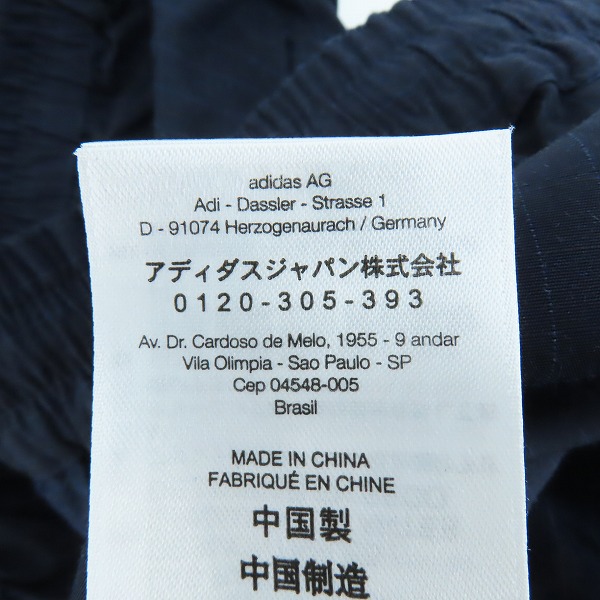 adidas AG
Adi - Dassler - Strasse 1
D - 91074 Herzogenaurach / Germany
アディダスジャパン株式会社
0120-305-393
Av. Dr. Cardoso de Melo, 1955 - 9 andar
Vila Olimpia - Sao Paulo - SP
Cep 04548-005
Brasil
MADE IN CHINA
FABRIQUÉ EN CHINE
中国製
中国制造